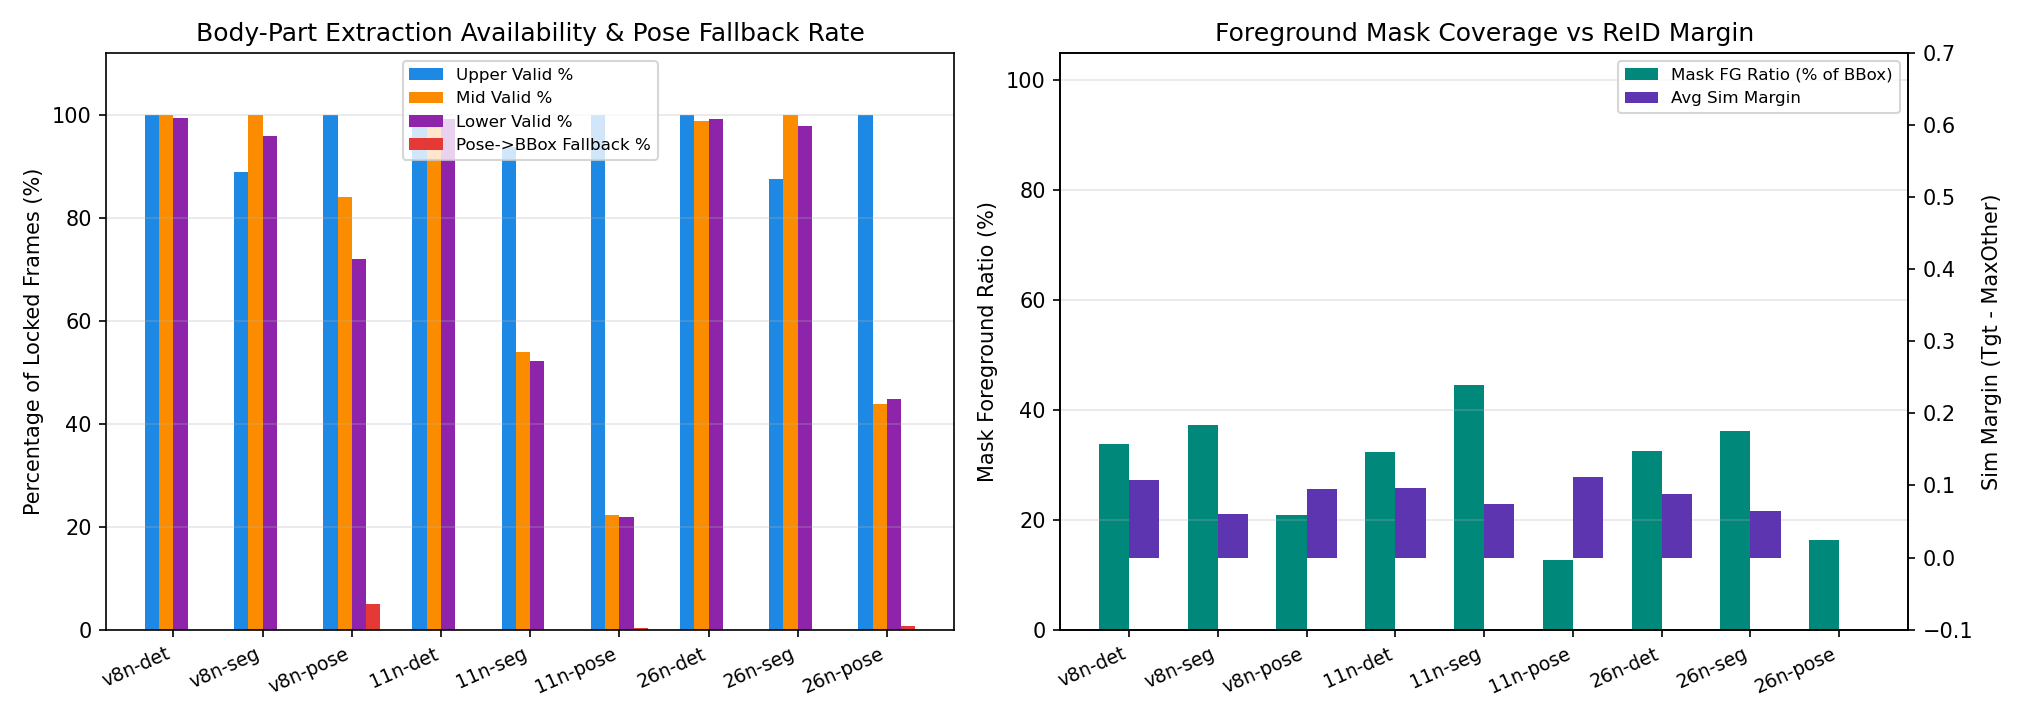 Body-Part Extraction Availability & Pose Fallback Rate
Upper Valid %
Mid Valid %
Lower Valid %
Pose->BBox Fallback %
Percentage of Locked Frames (%)
100
80
60
40
20
0
v8n-det
v8n-seg
v8n-pose
11n-det
11n-seg
11n-pose
26n-det
26n-seg
26n-pose
Foreground Mask Coverage vs ReID Margin
Mask FG Ratio (% of BBox)
Avg Sim Margin
Mask Foreground Ratio (%)
100
80
60
40
20
0
v8n-det
v8n-seg
v8n-pose
11n-det
11n-seg
11n-pose
26n-det
26n-seg
26n-pose
0.7
0.6
0.5
0.4
0.3
0.2
0.1
0.0
−0.1
Sim Margin (Tgt - MaxOther)